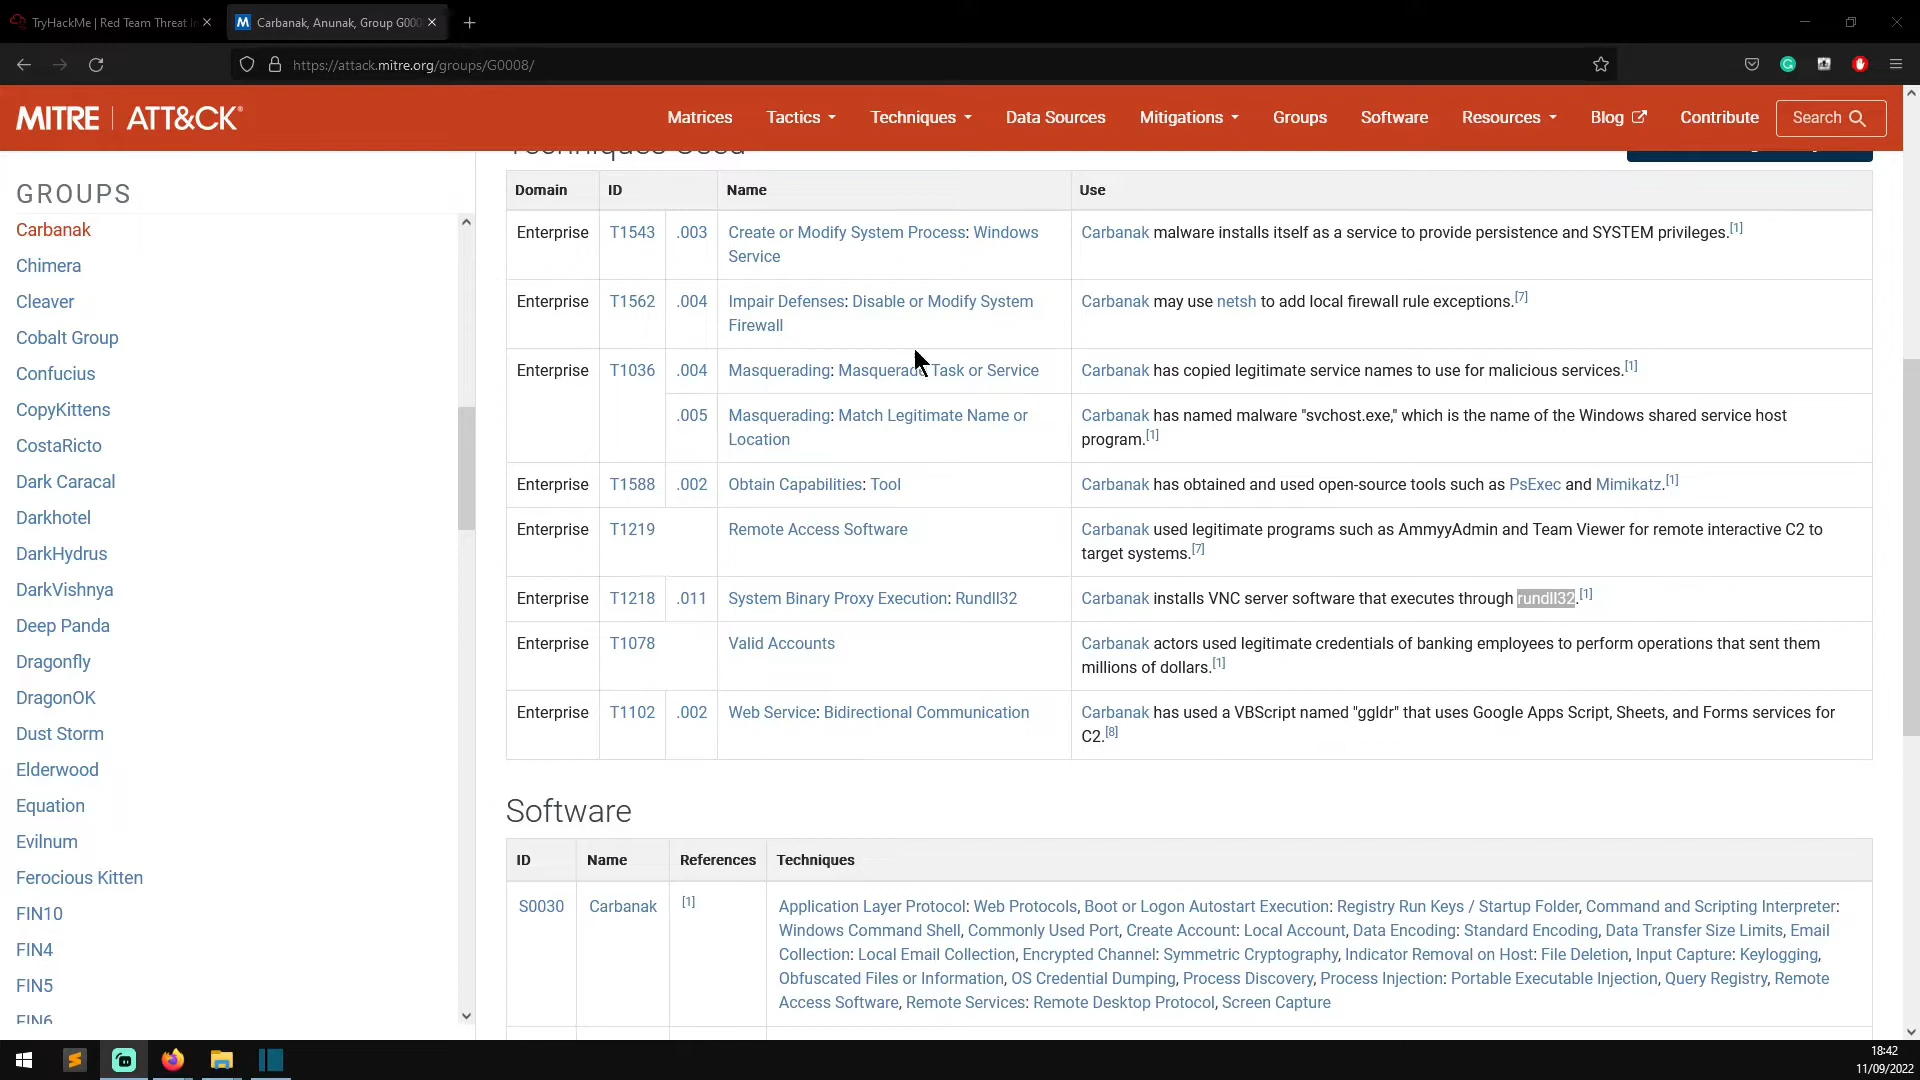 TryHackMe | Red Team Threat In
Carbanak, Anunak, Group G000
https://attack.mitre.org/groups/G0008/
MITRE | ATT&CK®
Matrices
Tactics
Techniques
Data Sources
Mitigations
Groups
Software
Resources
Blog
Contribute
Search
GROUPS
Carbanak
Chimera
Cleaver
Cobalt Group
Confucius
CopyKittens
CostaRicto
Dark Caracal
Darkhotel
DarkHydrus
DarkVishnya
Deep Panda
Dragonfly
DragonOK
Dust Storm
Elderwood
Equation
Evilnum
Ferocious Kitten
FIN10
FIN4
FIN5
FIN6
Techniques Used
Domain ID Name Use
Enterprise T1543 .003 Create or Modify System Process: Windows Carbanak malware installs itself as a service to provide persistence and SYSTEM privileges.[1]
Service
Enterprise T1562 .004 Impair Defenses: Disable or Modify System Carbanak may use netsh to add local firewall rule exceptions.[7]
Firewall
Enterprise T1036 .004 Masquerading: Masquerade Task or Service Carbanak has copied legitimate service names to use for malicious services.[1]
.005 Masquerading: Match Legitimate Name or Carbanak has named malware "svchost.exe," which is the name of the Windows shared service host
Location program.[1]
Enterprise T1588 .002 Obtain Capabilities: Tool Carbanak has obtained and used open-source tools such as PsExec and Mimikatz.[1]
Enterprise T1219 Remote Access Software Carbanak used legitimate programs such as AmmyyAdmin and Team Viewer for remote interactive C2 to
target systems.[7]
Enterprise T1218 .011 System Binary Proxy Execution: Rundll32 Carbanak installs VNC server software that executes through rundll32.[1]
Enterprise T1078 Valid Accounts Carbanak actors used legitimate credentials of banking employees to perform operations that sent them
millions of dollars.[1]
Enterprise T1102 .002 Web Service: Bidirectional Communication Carbanak has used a VBScript named "ggldr" that uses Google Apps Script, Sheets, and Forms services for
C2.[8]
Software
ID Name References Techniques
S0030 Carbanak [1] Application Layer Protocol: Web Protocols, Boot or Logon Autostart Execution: Registry Run Keys / Startup Folder, Command and Scripting Interpreter:
Windows Command Shell, Commonly Used Port, Create Account: Local Account, Data Encoding: Standard Encoding, Data Transfer Size Limits, Email
Collection: Local Email Collection, Encrypted Channel: Symmetric Cryptography, Indicator Removal on Host: File Deletion, Input Capture: Keylogging,
Obfuscated Files or Information, OS Credential Dumping, Process Discovery, Process Injection: Portable Executable Injection, Query Registry, Remote
Access Software, Remote Services: Remote Desktop Protocol, Screen Capture
18:42
11/09/2022